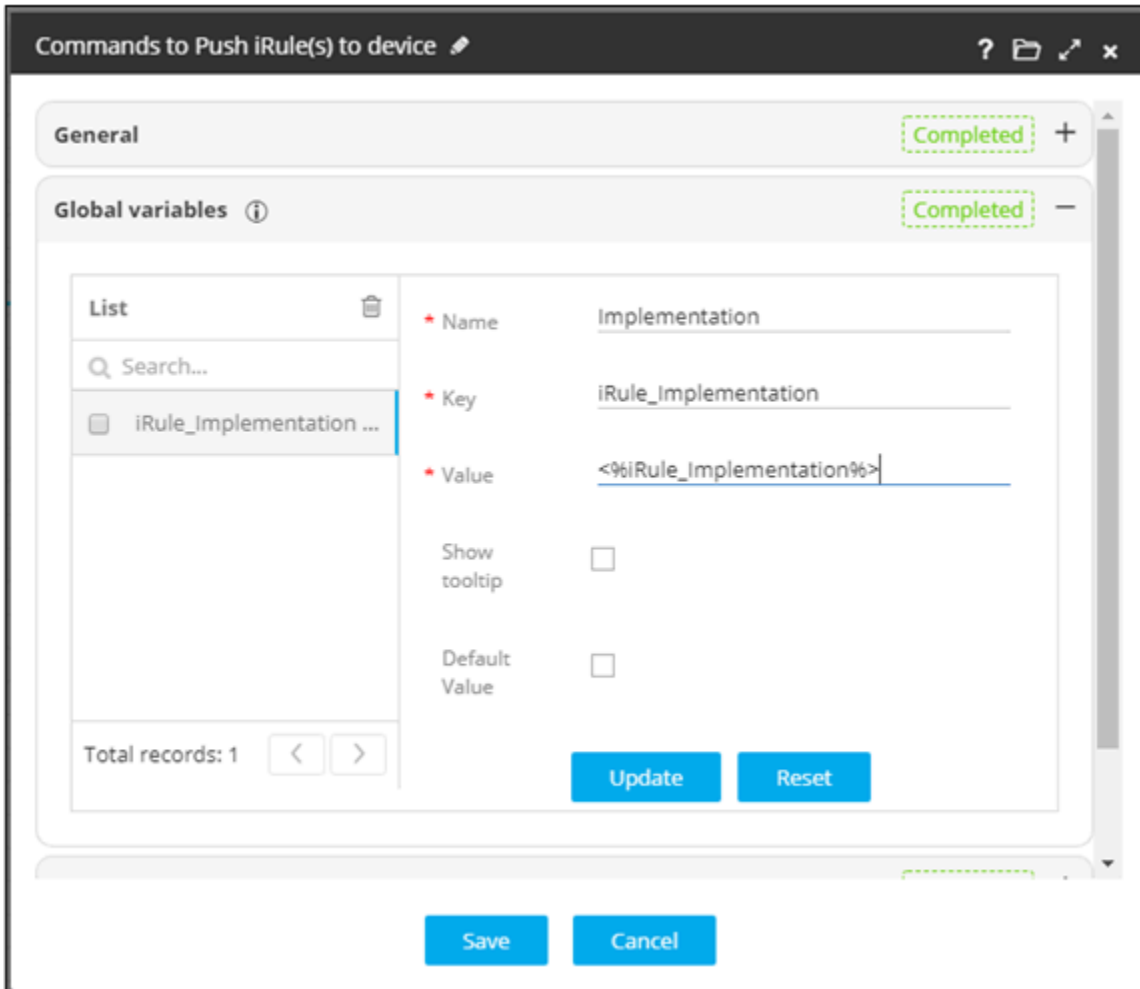 Commands to Push iRule(s) to device
General
Completed
Global variables
Completed
List
Search...
iRule_Implementation ...
Total records: 1
* Name
Implementation
* Key
iRule_Implementation
* Value
<%iRule_Implementation%>
Show
tooltip
Default
Value
Update
Reset
Save
Cancel